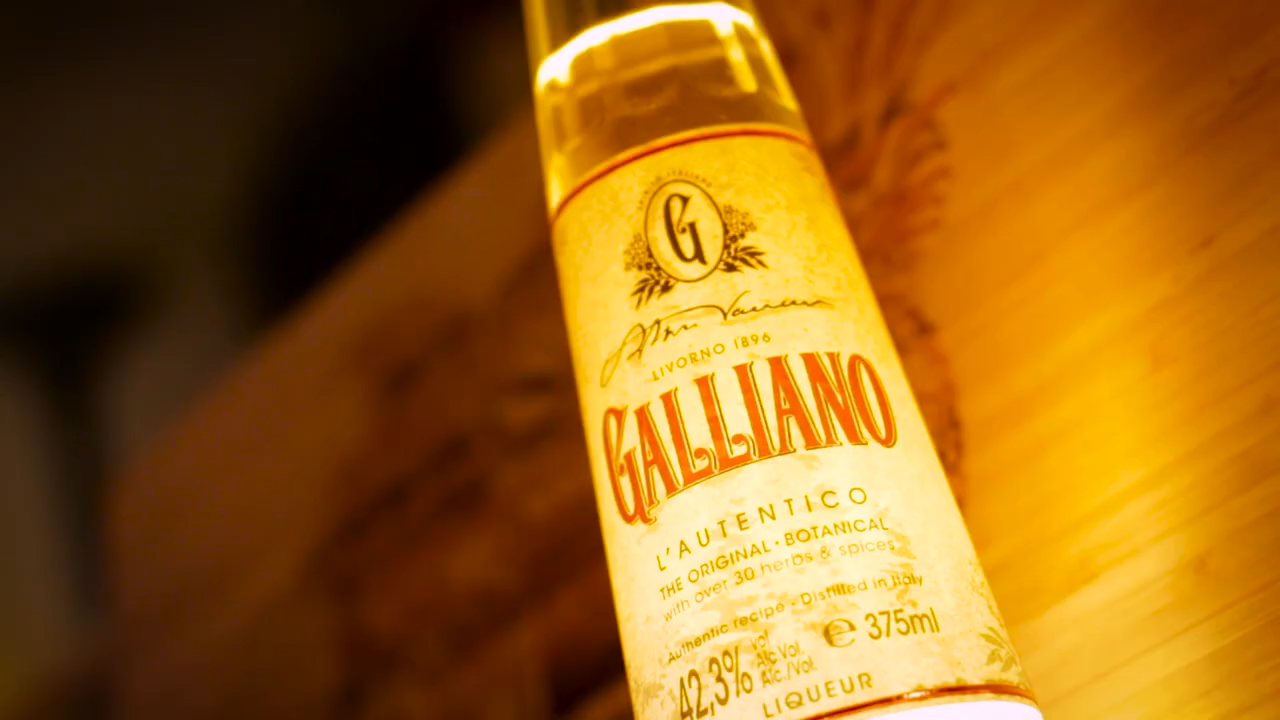 G
LIVORNO 1896
GALLIANO
L'AUTENTICO
THE ORIGINAL · BOTANICAL
with over 30 herbs & spices
Authentic recipe - Distilled in Italy
42,3% vol Alc Vol. Alc./Vol. ℮ 375ml
LIQUEUR